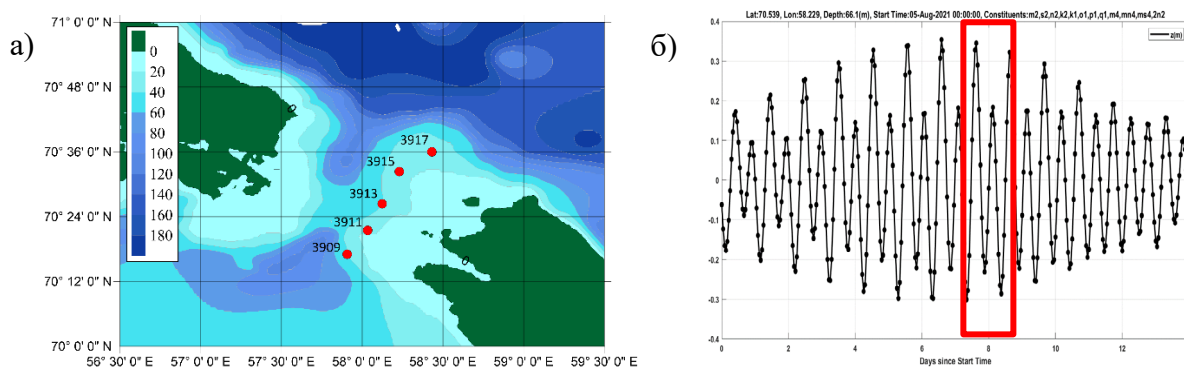 а)
71° 0' 0" N
70° 48' 0" N
70° 36' 0" N
70° 24' 0" N
70° 12' 0" N
70° 0' 0" N
56° 30' 0" E
57° 0' 0" E
57° 30' 0" E
58° 0' 0" E
58° 30' 0" E
59° 0' 0" E
59° 30' 0" E
0
20
40
60
80
100
120
140
160
180
3917
3915
3913
3911
3909
0
0
б)
Lat:70.539, Lon:58.229, Depth:66.1(m), Start Time:05-Aug-2021 00:00:00, Constituents:m2,s2,n2,k2,k1,o1,p1,q1,m4,mn4,ms4,2n2
z(m)
0.4
0.3
0.2
0.1
0
-0.1
-0.2
-0.3
-0.4
0
2
4
6
8
10
12
Days since Start Time